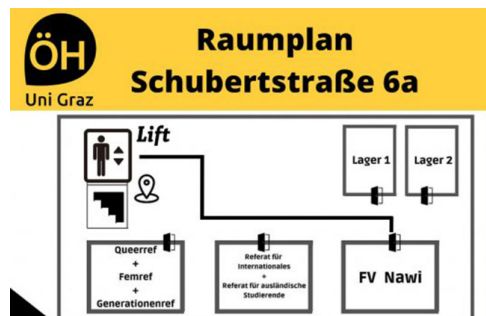 ÖH
Uni Graz
Raumplan
Schubertstraße 6a
Lift
Lager 1
Lager 2
Queerref
+
Femref
+
Generationenref
Referat für
Internationales
+
Referat für ausländische
Studierende
FV Nawi